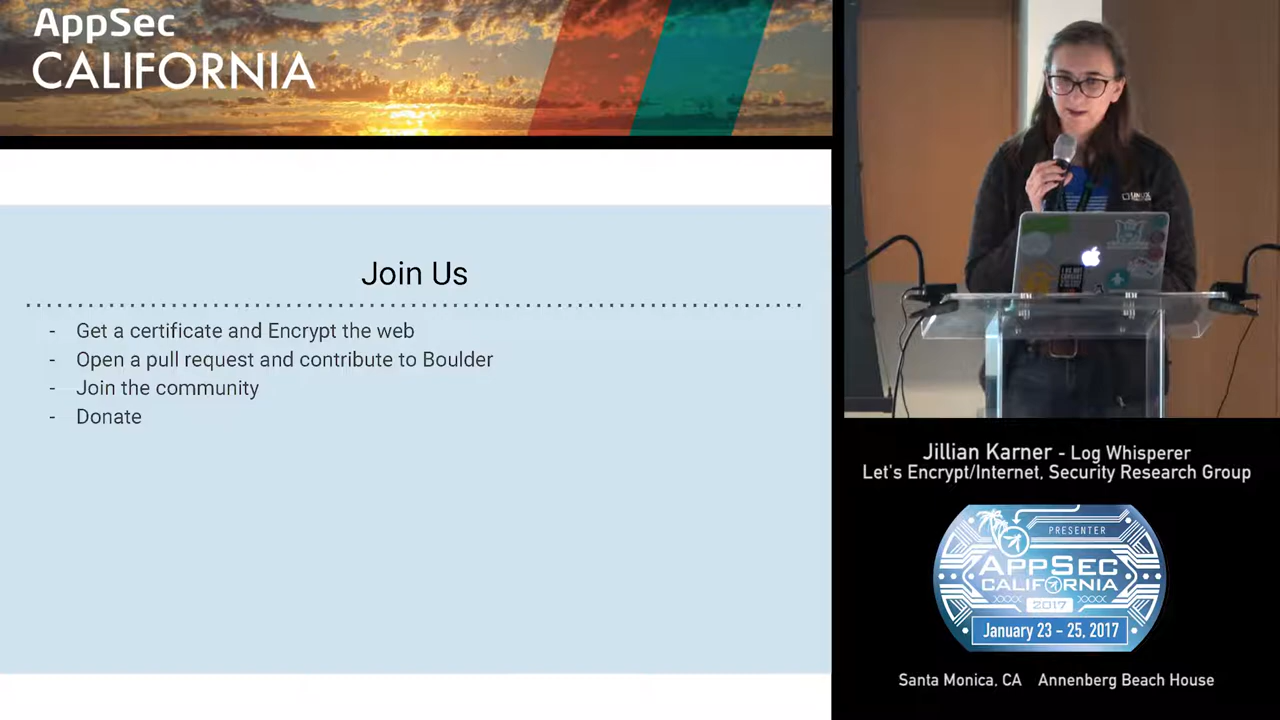 AppSec
CALIFORNIA
Join Us
- Get a certificate and Encrypt the web
- Open a pull request and contribute to Boulder
- Join the community
- Donate
Jillian Karner - Log Whisperer
Let's Encrypt/Internet, Security Research Group
PRESENTER
APPSEC
CALIFORNIA
XXXX 2017 XXXX
January 23 - 25, 2017
Santa Monica, CA Annenberg Beach House